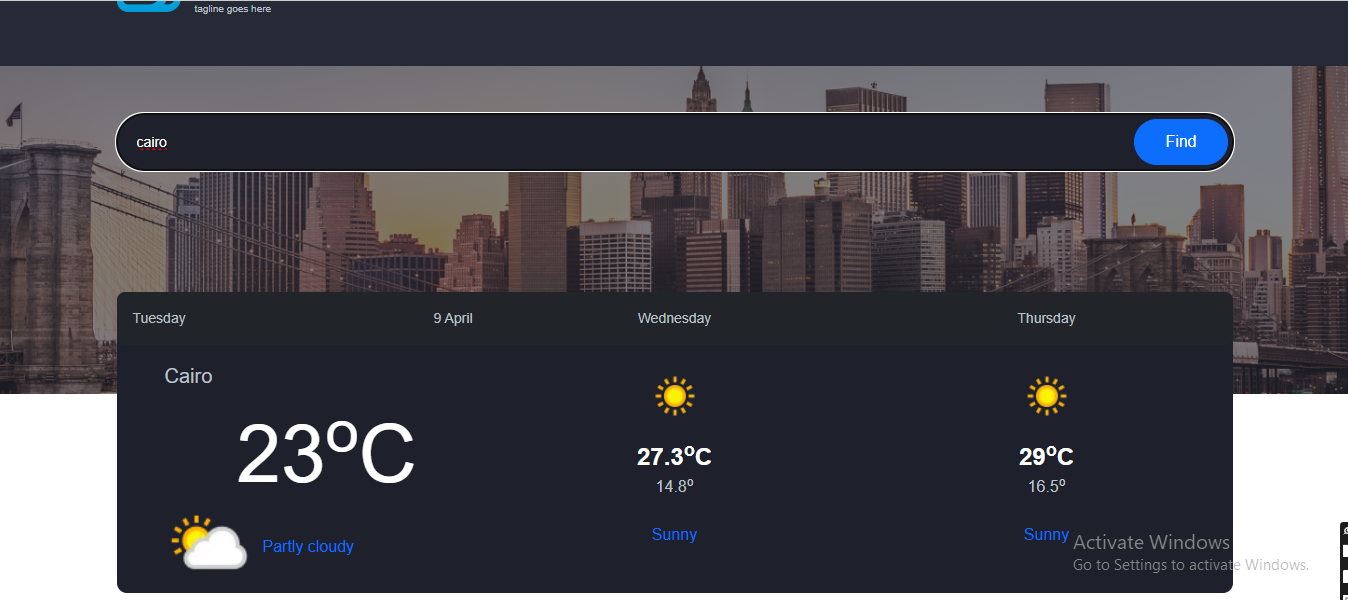 tagline goes here
cairo
Find
Tuesday 9 April Wednesday Thursday
Cairo
23ºC
27.3ºC 29ºC
14.8º 16.5º
Sunny Sunny
Partly cloudy
Activate Windows
Go to Settings to activate Windows.